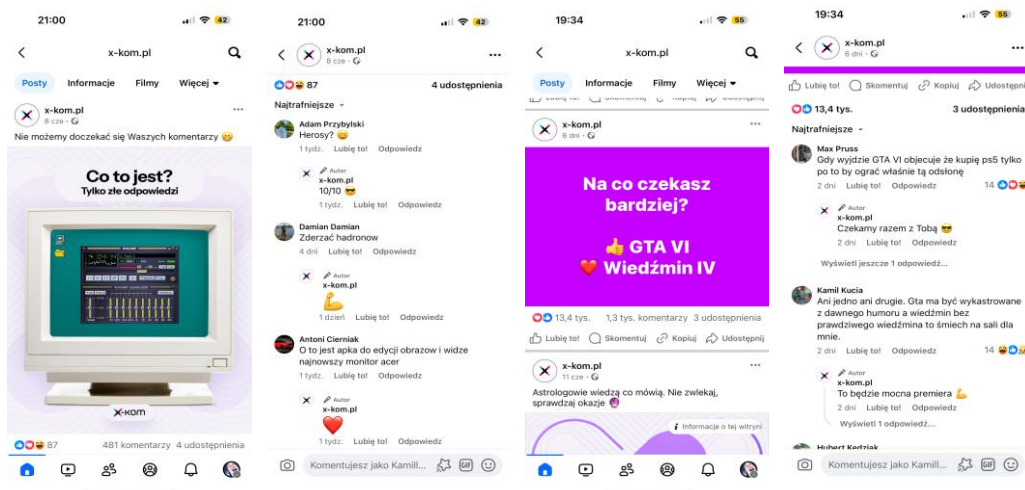 21:00
42
x-kom.pl
Posty Informacje Filmy Więcej
x-kom.pl
8 cze
Nie możemy doczekać się Waszych komentarzy
Co to jest?
Tylko złe odpowiedzi
x-kom
87 481 komentarzy 4 udostępnienia
21:00
42
x-kom.pl
8 cze
87 4 udostępnienia
Najtrafniejsze
Adam Przybylski
Herosy?
1 tydz. Lubię to! Odpowiedz
Autor
x-kom.pl
10/10
1 tydz. Lubię to! Odpowiedz
Damian Damian
Zderzać hadronow
4 dni Lubię to! Odpowiedz
Autor
x-kom.pl
1 dzień Lubię to! Odpowiedz
Antoni Cierniak
O to jest apka do edycji obrazow i widze
najnowszy monitor acer
1 tydz. Lubię to! Odpowiedz
Autor
x-kom.pl
1 tydz. Lubię to! Odpowiedz
Komentujesz jako Kamill...
GIF
19:34
55
x-kom.pl
Posty Informacje Filmy Więcej
x-kom.pl
6 dni
Na co czekasz
bardziej?
GTA VI
Wiedźmin IV
13,4 tys. 1,3 tys. komentarzy 3 udostępnienia
Lubię to! Skomentuj Kopiuj Udostępnij
x-kom.pl
11 cze
Astrologowie wiedzą co mówią. Nie zwlekaj,
sprawdzaj okazje
i Informacje o tej witryni
19:34
55
x-kom.pl
6 dni
Lubię to! Skomentuj Kopiuj Udostępni
13,4 tys. 3 udostępnienia
Najtrafniejsze
Max Pruss
Gdy wyjdzie GTA VI objecuje że kupię ps5 tylko
po to by ograć właśnie tą odsłonę
2 dni Lubię to! Odpowiedz 14
Autor
x-kom.pl
Czekamy razem z Tobą
2 dni Lubię to! Odpowiedz
Wyświetl jeszcze 1 odpowiedź...
Kamil Kucia
Ani jedno ani drugie. Gta ma być wykastrowane
z dawnego humoru a wiedźmin bez
prawdziwego wiedźmina to śmiech na sali dla
mnie.
2 dni Lubię to! Odpowiedz 14
Autor
x-kom.pl
To będzie mocna premiera
2 dni Lubię to! Odpowiedz
Wyświetl 1 odpowiedź...
Hubert Kędziak
Komentujesz jako Kamill...
GIF